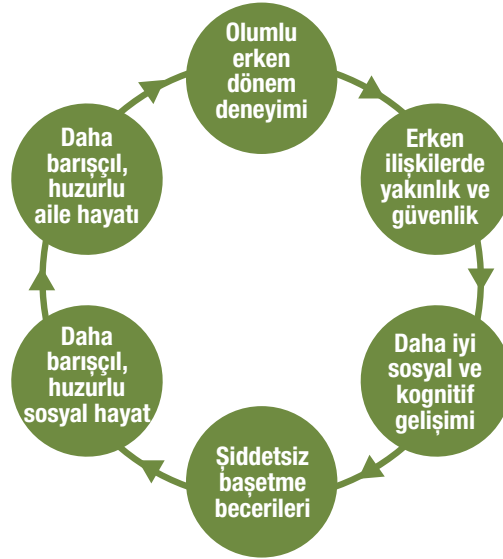 Olumlu
erken
dönem
deneyimi
Erken
ilişkilerde
yakınlık ve
güvenlik
Daha iyi
sosyal ve
kognitif
gelişimi
Şiddetsiz
başetme
becerileri
Daha
barışçıl,
huzurlu
sosyal hayat
Daha
barışçıl,
huzurlu
aile hayatı